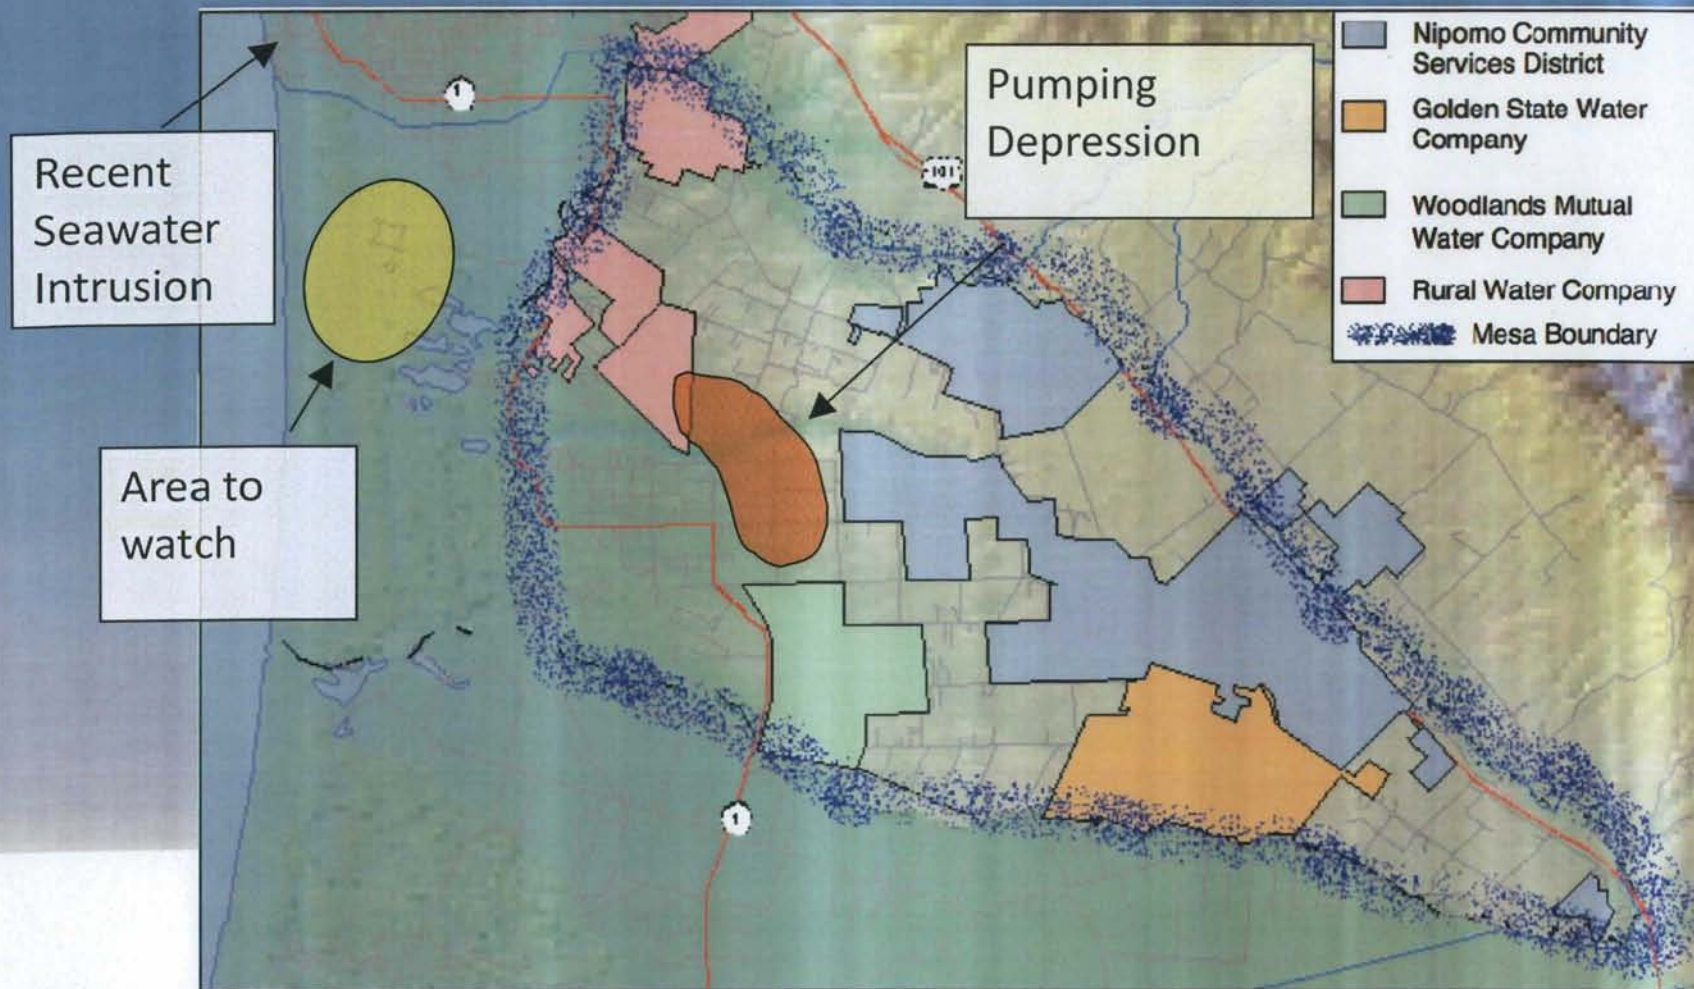 Recent
Seawater
Intrusion
Area to
watch
Pumping
Depression
1
101
1
Nipomo Community
Services District
Golden State Water
Company
Woodlands Mutual
Water Company
Rural Water Company
Mesa Boundary